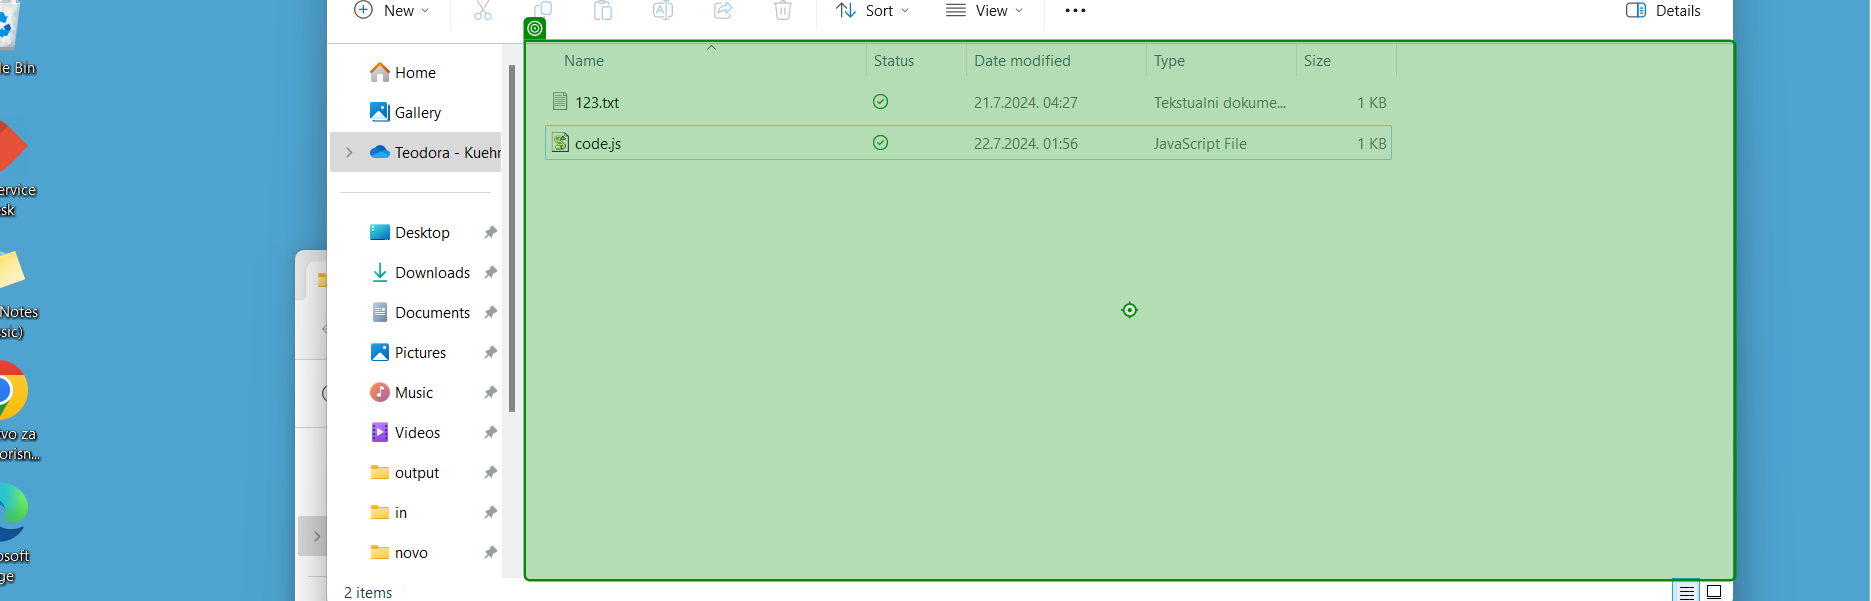 New
Sort
View
Details
le Bin
ervice
sk
Notes
sic)
vo za
orisn...
osoft
ge
Home
Gallery
Teodora - Kuehn
Desktop
Downloads
Documents
Pictures
Music
Videos
output
in
novo
Name Status Date modified Type Size
123.txt 21.7.2024. 04:27 Tekstualni dokume... 1 KB
code.js 22.7.2024. 01:56 JavaScript File 1 KB
2 items